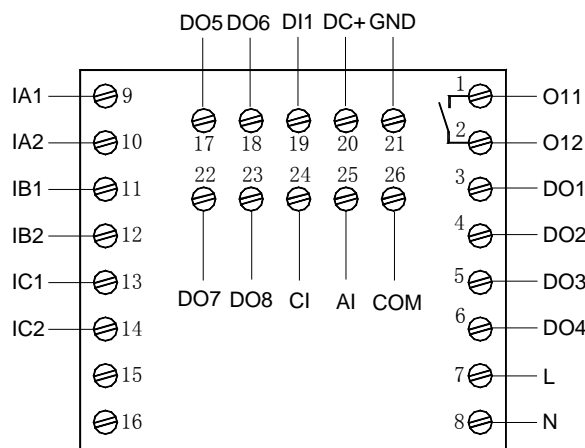 DO5 DO6 DI1 DC+ GND
IA1 9 1 O11
IA2 10 17 18 19 20 21 2 O12
IB1 11 22 23 24 25 26 3 DO1
IB2 12 4 DO2
IC1 13 DO7 DO8 CI AI COM 5 DO3
IC2 14 6 DO4
15 7 L
16 8 N